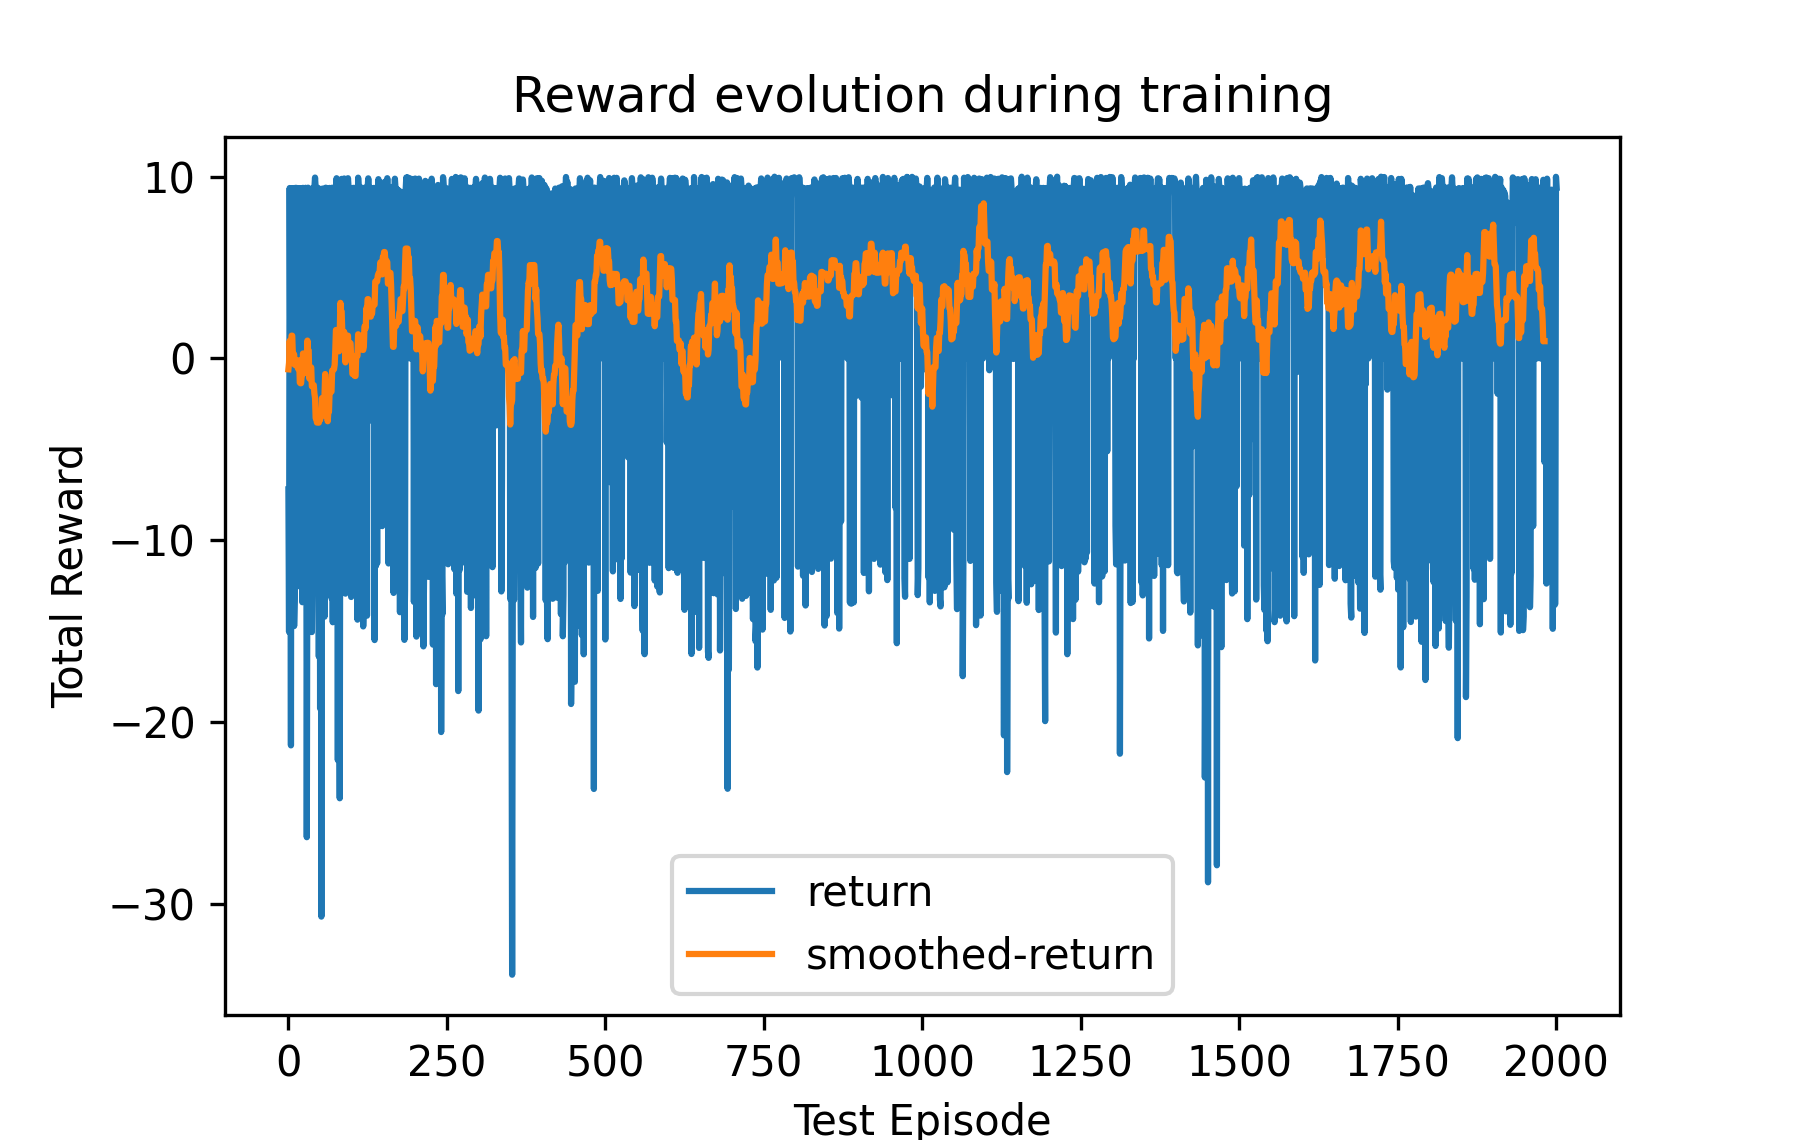 Reward evolution during training
Total Reward
10
0
−10
−20
−30
return
smoothed-return
0 250 500 750 1000 1250 1500 1750 2000
Test Episode